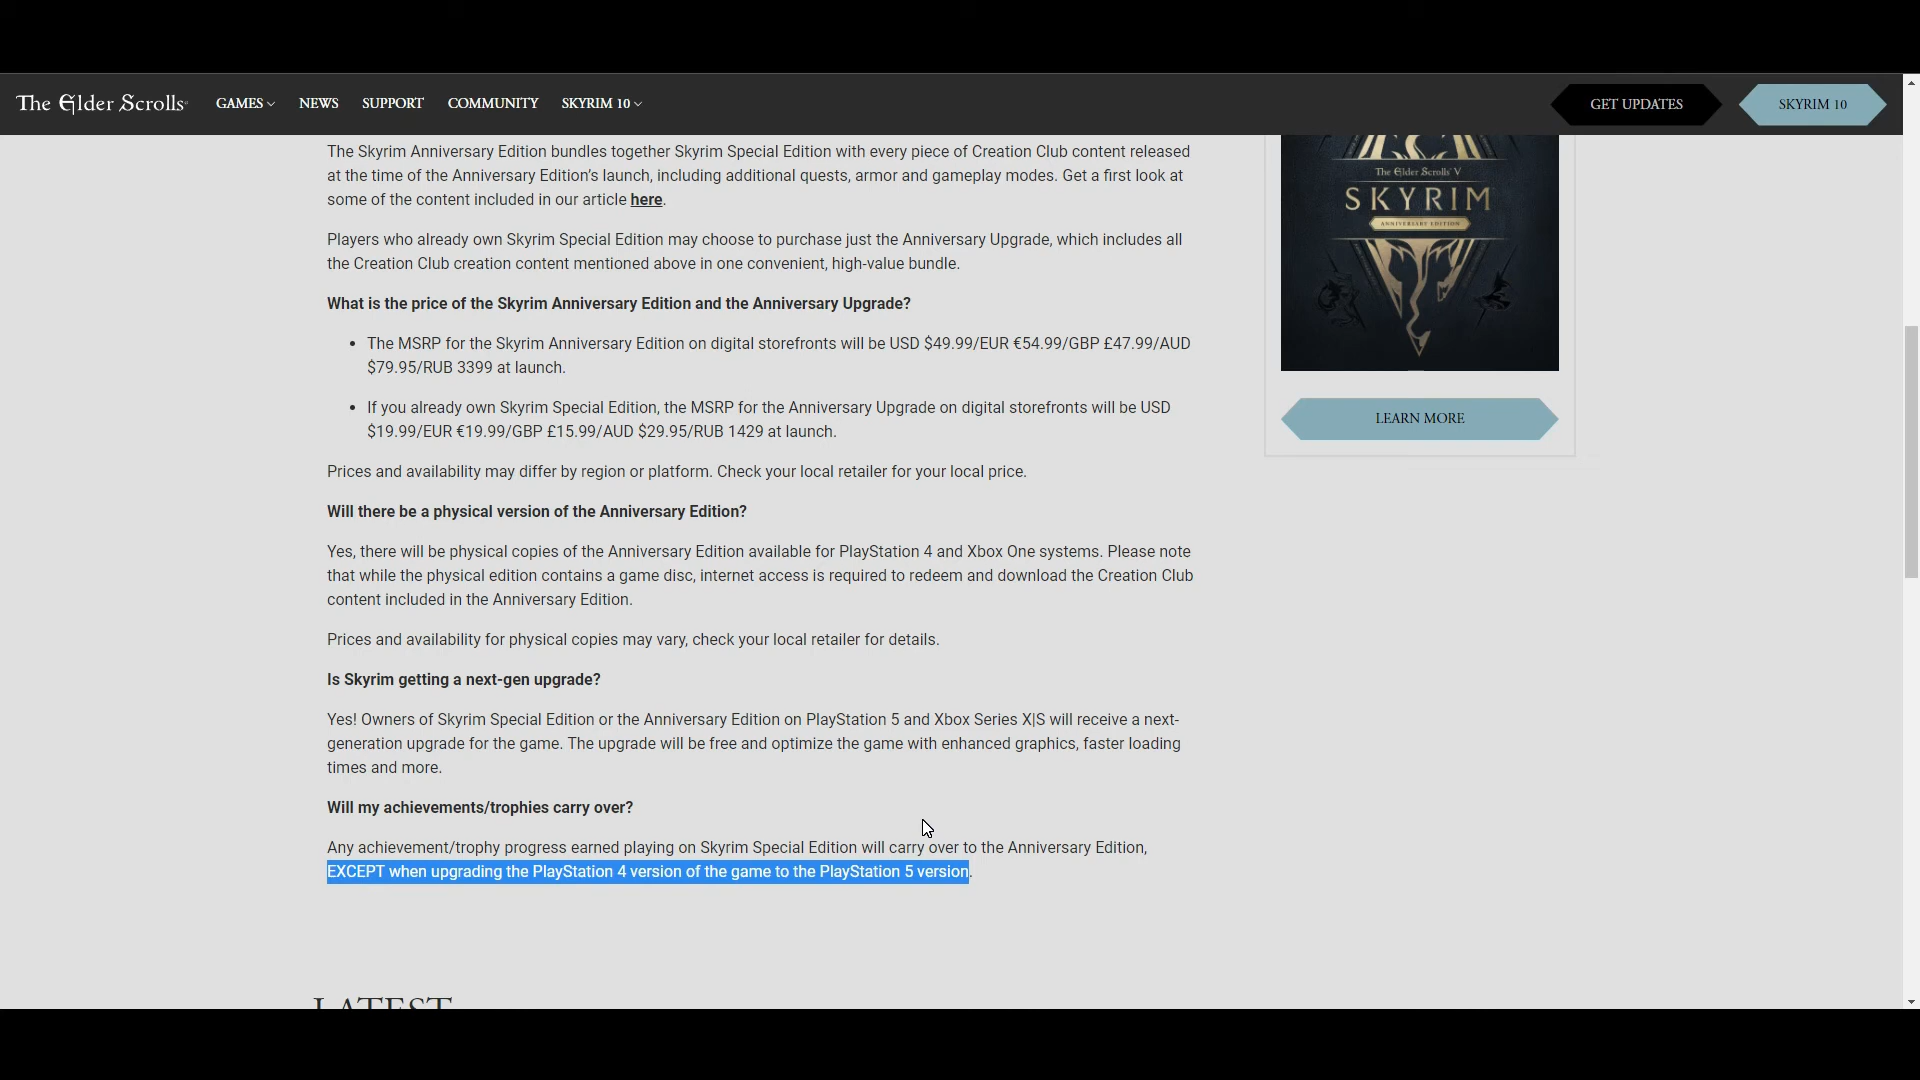 The Elder Scrolls GAMES NEWS SUPPORT COMMUNITY SKYRIM 10 GET UPDATES SKYRIM 10
The Skyrim Anniversary Edition bundles together Skyrim Special Edition with every piece of Creation Club content released
at the time of the Anniversary Edition’s launch, including additional quests, armor and gameplay modes. Get a first look at
some of the content included in our article here.
Players who already own Skyrim Special Edition may choose to purchase just the Anniversary Upgrade, which includes all
the Creation Club creation content mentioned above in one convenient, high-value bundle.
What is the price of the Skyrim Anniversary Edition and the Anniversary Upgrade?
• The MSRP for the Skyrim Anniversary Edition on digital storefronts will be USD $49.99/EUR €54.99/GBP £47.99/AUD
$79.95/RUB 3399 at launch.
• If you already own Skyrim Special Edition, the MSRP for the Anniversary Upgrade on digital storefronts will be USD
$19.99/EUR €19.99/GBP £15.99/AUD $29.95/RUB 1429 at launch.
Prices and availability may differ by region or platform. Check your local retailer for your local price.
Will there be a physical version of the Anniversary Edition?
Yes, there will be physical copies of the Anniversary Edition available for PlayStation 4 and Xbox One systems. Please note
that while the physical edition contains a game disc, internet access is required to redeem and download the Creation Club
content included in the Anniversary Edition.
Prices and availability for physical copies may vary, check your local retailer for details.
Is Skyrim getting a next-gen upgrade?
Yes! Owners of Skyrim Special Edition or the Anniversary Edition on PlayStation 5 and Xbox Series X|S will receive a next-
generation upgrade for the game. The upgrade will be free and optimize the game with enhanced graphics, faster loading
times and more.
Will my achievements/trophies carry over?
Any achievement/trophy progress earned playing on Skyrim Special Edition will carry over to the Anniversary Edition,
EXCEPT when upgrading the PlayStation 4 version of the game to the PlayStation 5 version.
The Elder Scrolls V
SKYRIM
ANNIVERSARY EDITION
LEARN MORE
LATEST